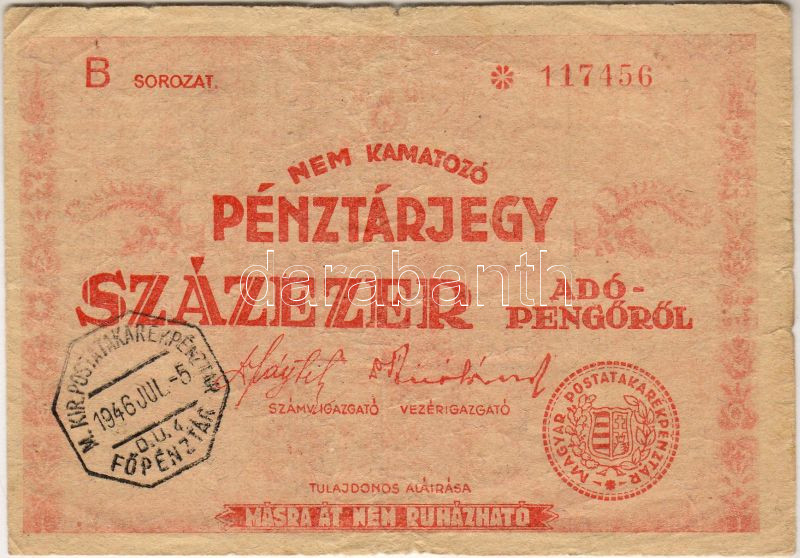 B SOROZAT.
* 117456
NEM KAMATOZÓ
PÉNZTÁRJEGY
SZÁZEZER ADÓ-
PENGŐRŐL
darabanth
M. KIR. POSTATAKARÉKPÉNZTÁR
1946 JUL.-5
D.U. 4
FŐPÉNZTÁR
SZÁMV. IGAZGATÓ VEZÉRIGAZGATÓ
MAGYAR POSTATAKARÉKPÉNZTÁR
TULAJDONOS ALÁIRÁSA
MÁSRA ÁT NEM RUHÁZHATÓ